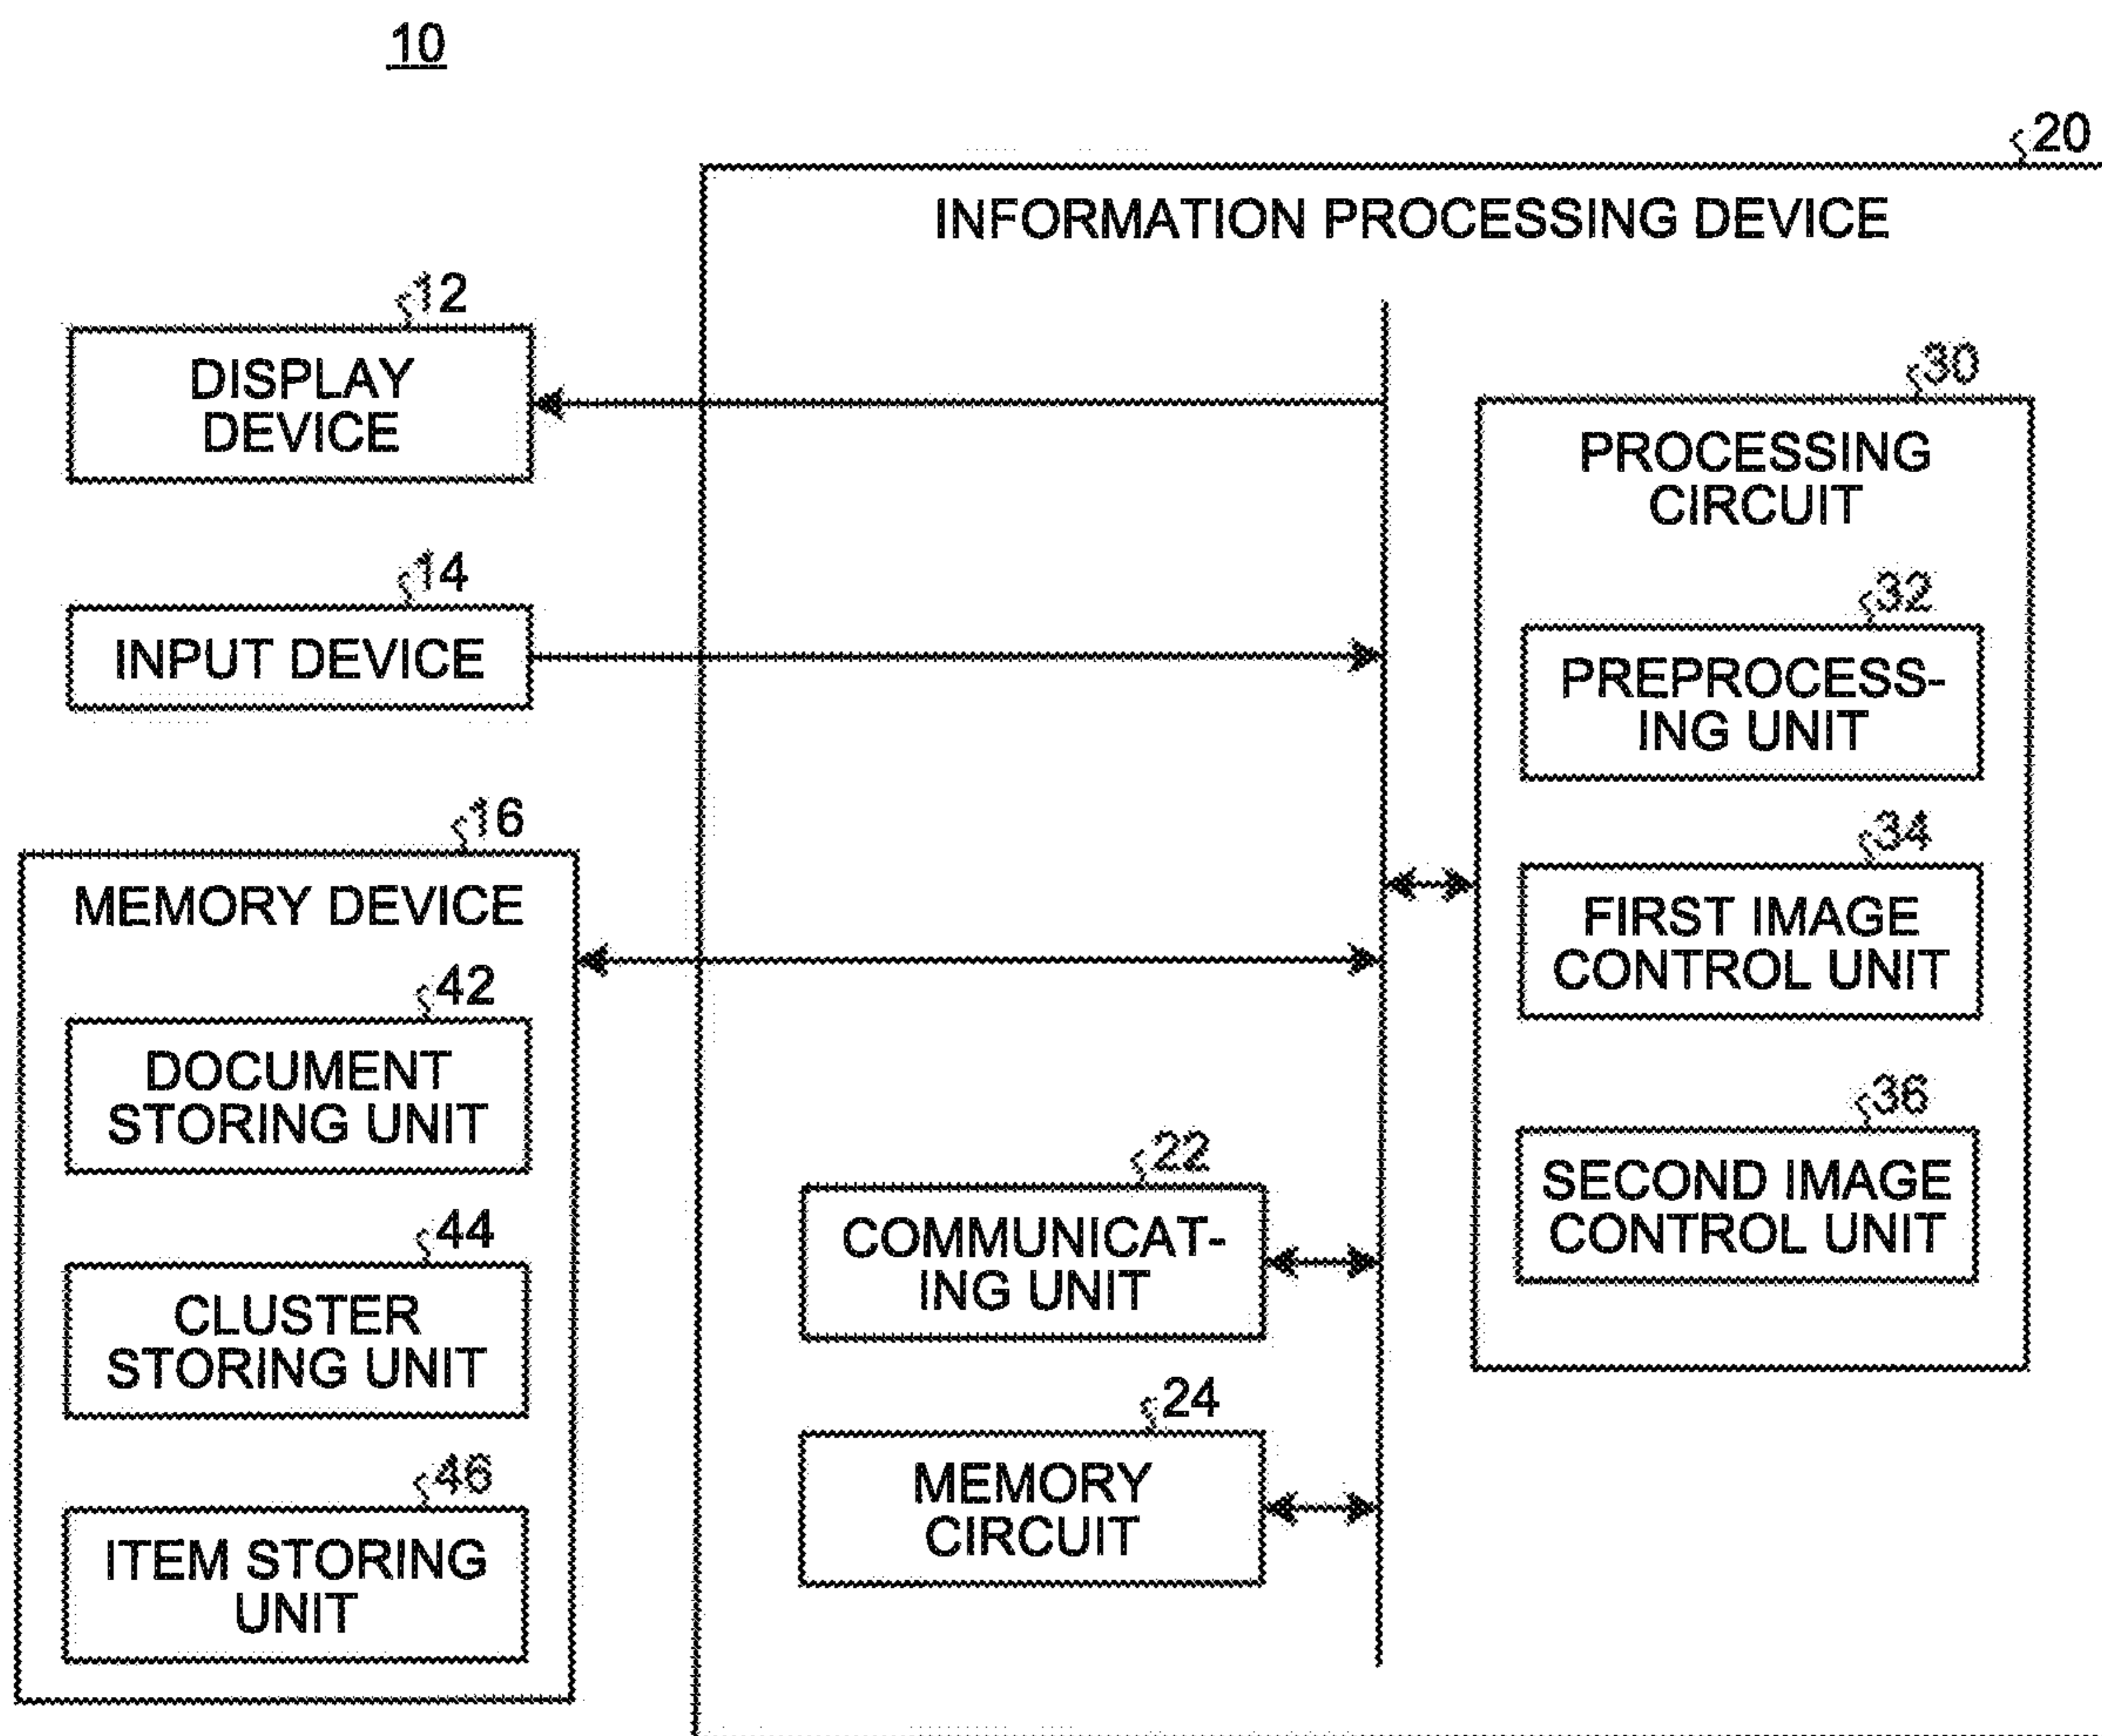 10
20
INFORMATION PROCESSING DEVICE
12
DISPLAY
DEVICE
14
INPUT DEVICE
16
MEMORY DEVICE
42
DOCUMENT
STORING UNIT
44
CLUSTER
STORING UNIT
46
ITEM STORING
UNIT
22
COMMUNICAT-
ING UNIT
24
MEMORY
CIRCUIT
30
PROCESSING
CIRCUIT
32
PREPROCESS-
ING UNIT
34
FIRST IMAGE
CONTROL UNIT
36
SECOND IMAGE
CONTROL UNIT